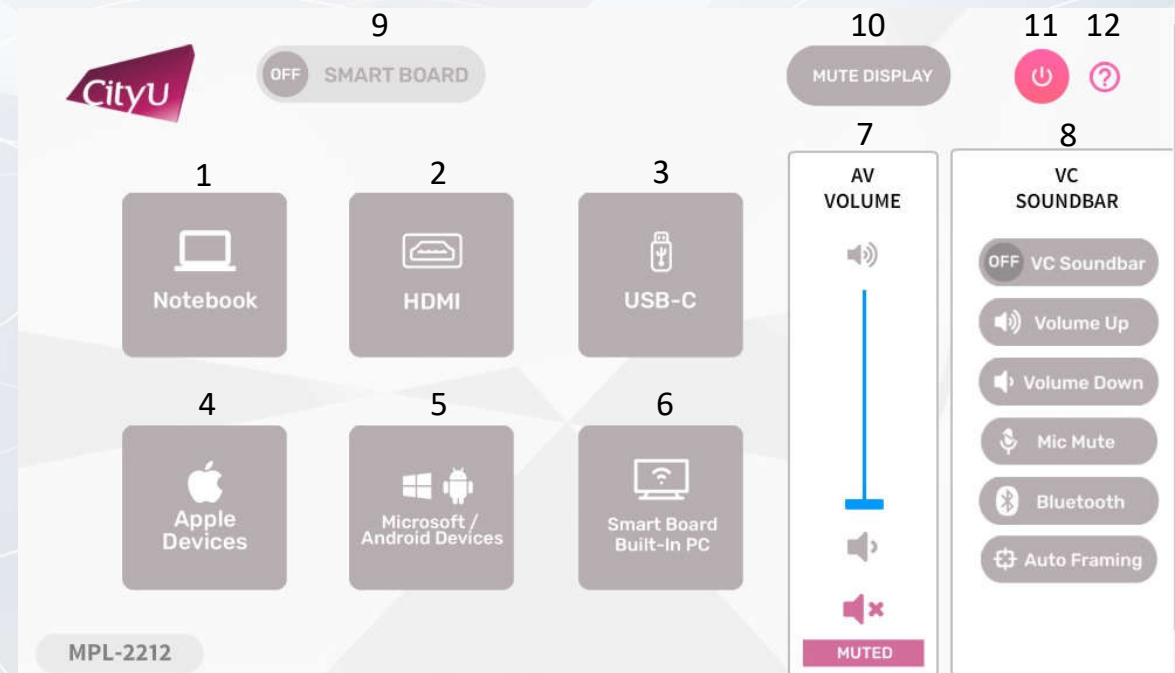 9
10
11
12
CityU
OFF SMART BOARD
MUTE DISPLAY
1
2
3
7
8
Notebook
HDMI
USB-C
AV
VOLUME
VC
SOUNDBAR
OFF VC Soundbar
Volume Up
Volume Down
Mic Mute
Bluetooth
Auto Framing
4
5
6
Apple
Devices
Microsoft /
Android Devices
Smart Board
Built-In PC
MUTED
MPL-2212